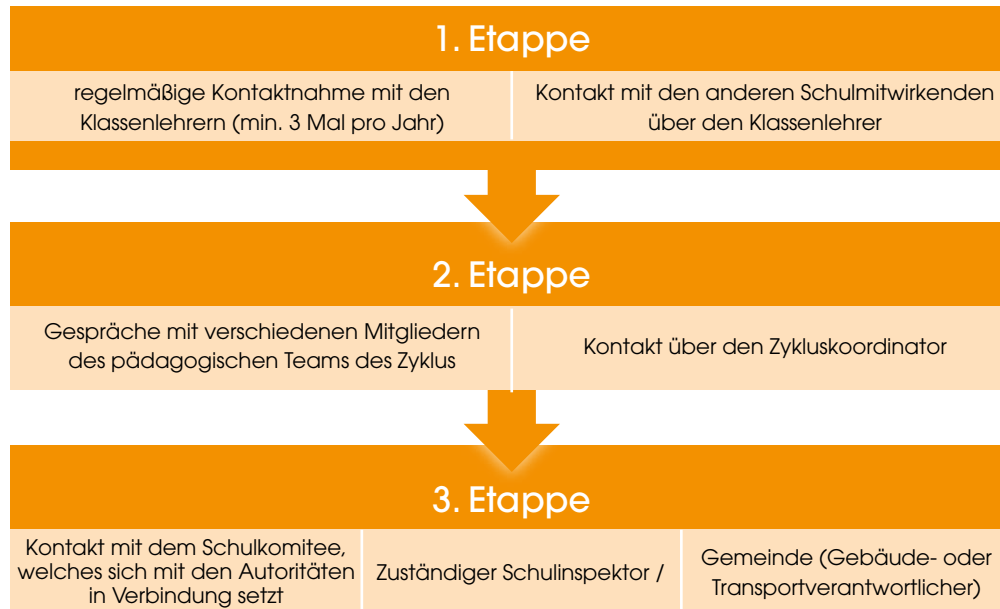 1. Etappe
regelmäßige Kontaktnahme mit den
Klassenlehrern (min. 3 Mal pro Jahr)
Kontakt mit den anderen Schulmitwirkenden
über den Klassenlehrer
2. Etappe
Gespräche mit verschiedenen Mitgliedern
des pädagogischen Teams des Zyklus
Kontakt über den Zykluskoordinator
3. Etappe
Kontakt mit dem Schulkomitee,
welches sich mit den Autoritäten
in Verbindung setzt
Zuständiger Schulinspektor /
Gemeinde (Gebäude- oder
Transportverantwortlicher)